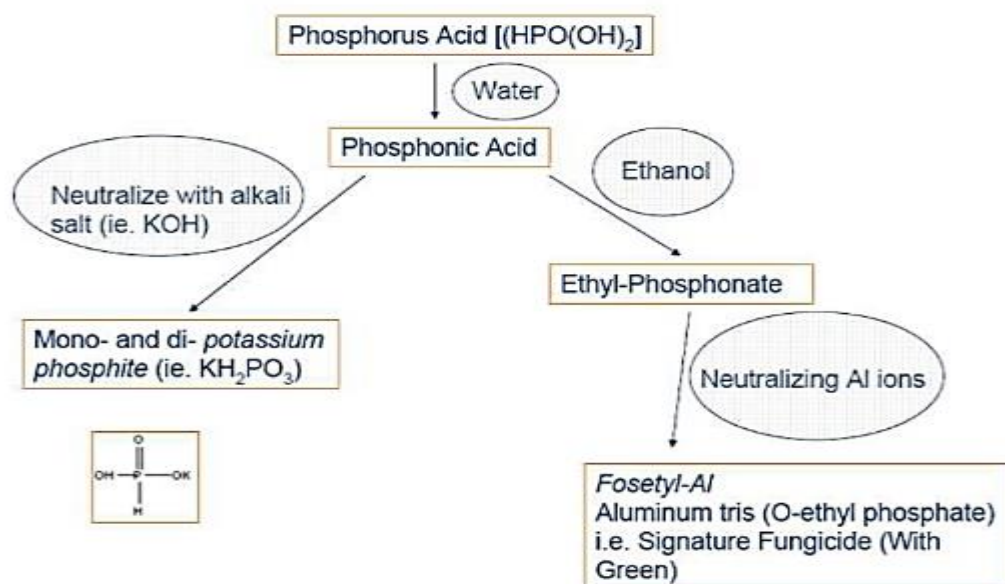 Phosphorus Acid [(HPO(OH)₂]
Water
Phosphonic Acid
Neutralize with alkali
salt (ie. KOH)
Ethanol
Ethyl-Phosphonate
Mono- and di- potassium
phosphite (ie. KH₂PO₃)
Neutralizing Al ions
O
OH P OK
H
Fosetyl-Al
Aluminum tris (O-ethyl phosphate)
i.e. Signature Fungicide (With
Green)